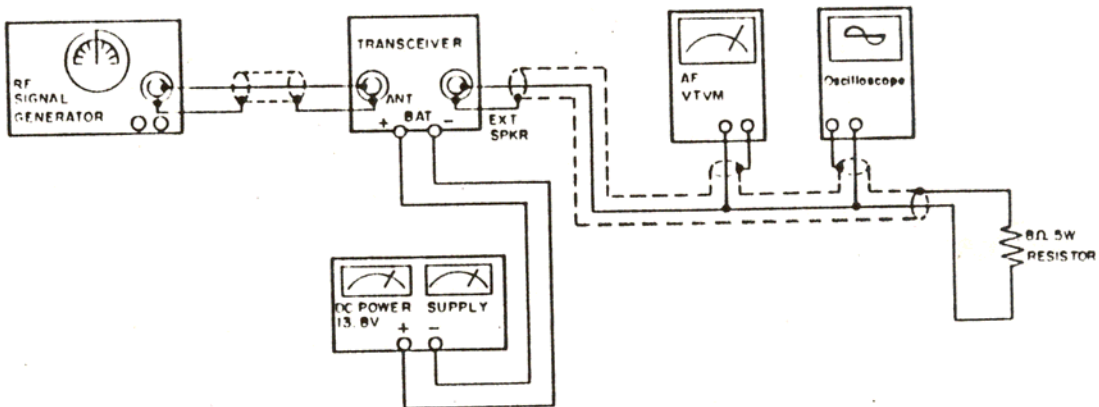 RF
SIGNAL
GENERATOR
TRANSCEIVER
ANT
+ BAT -
EXT
SPKR
AF
VTVM
Oscilloscope
8Ω 5W
RESISTOR
DC POWER SUPPLY
13.8V
+ -